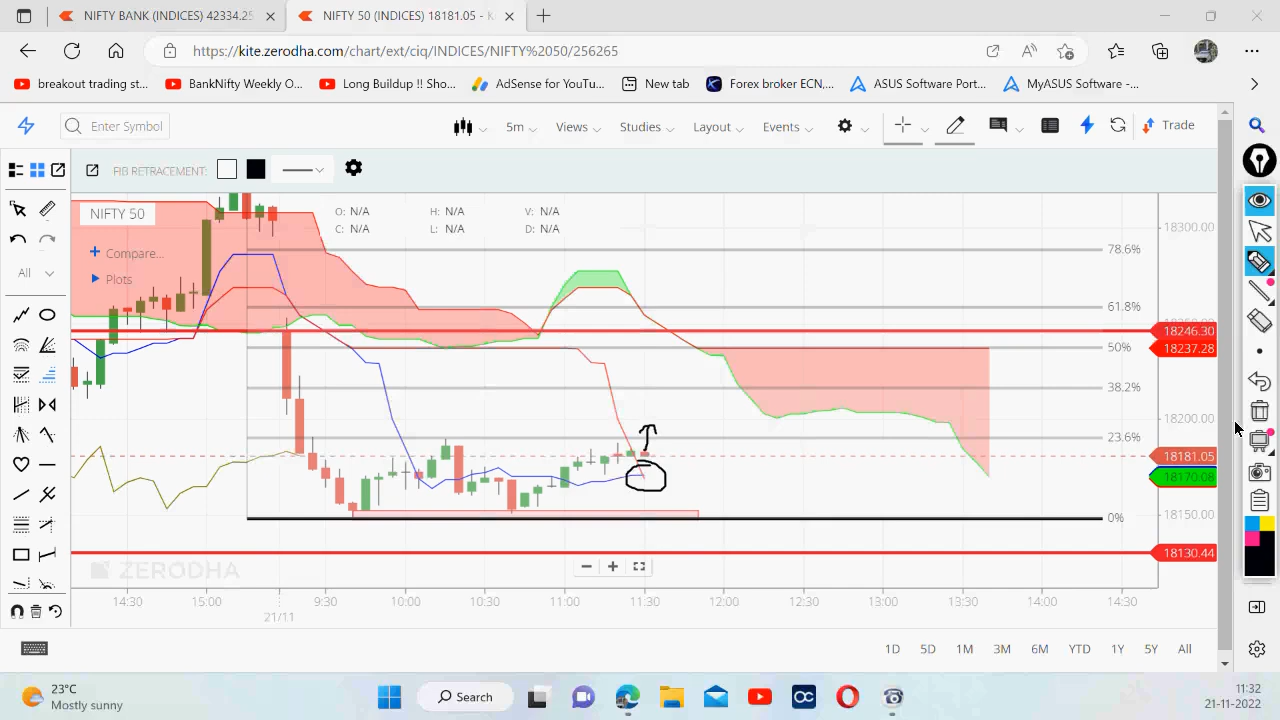 NIFTY BANK (INDICES) 42334.25
NIFTY 50 (INDICES) 18181.05 - K
https://kite.zerodha.com/chart/ext/ciq/INDICES/NIFTY%2050/256265
breakout trading st...
BankNifty Weekly O...
Long Buildup !! Sho...
AdSense for YouTu...
New tab
Forex broker ECN,...
ASUS Software Port...
MyASUS Software -...
Enter Symbol
5m
Views
Studies
Layout
Events
Trade
FIB RETRACEMENT:
NIFTY 50
O: N/A
H: N/A
V: N/A
C: N/A
L: N/A
D: N/A
Compare...
Plots
All
18300.00
78.6%
61.8%
18246.30
50%
18237.28
38.2%
18200.00
23.6%
18181.05
18170.08
18150.00
0%
18130.44
ZERODHA
14:30
15:00
9:30
10:00
10:30
11:00
11:30
12:00
12:30
13:00
13:30
14:00
14:30
21/11
1D
5D
1M
3M
6M
YTD
1Y
5Y
All
23°C
Mostly sunny
Search
OC
11:32
21-11-2022